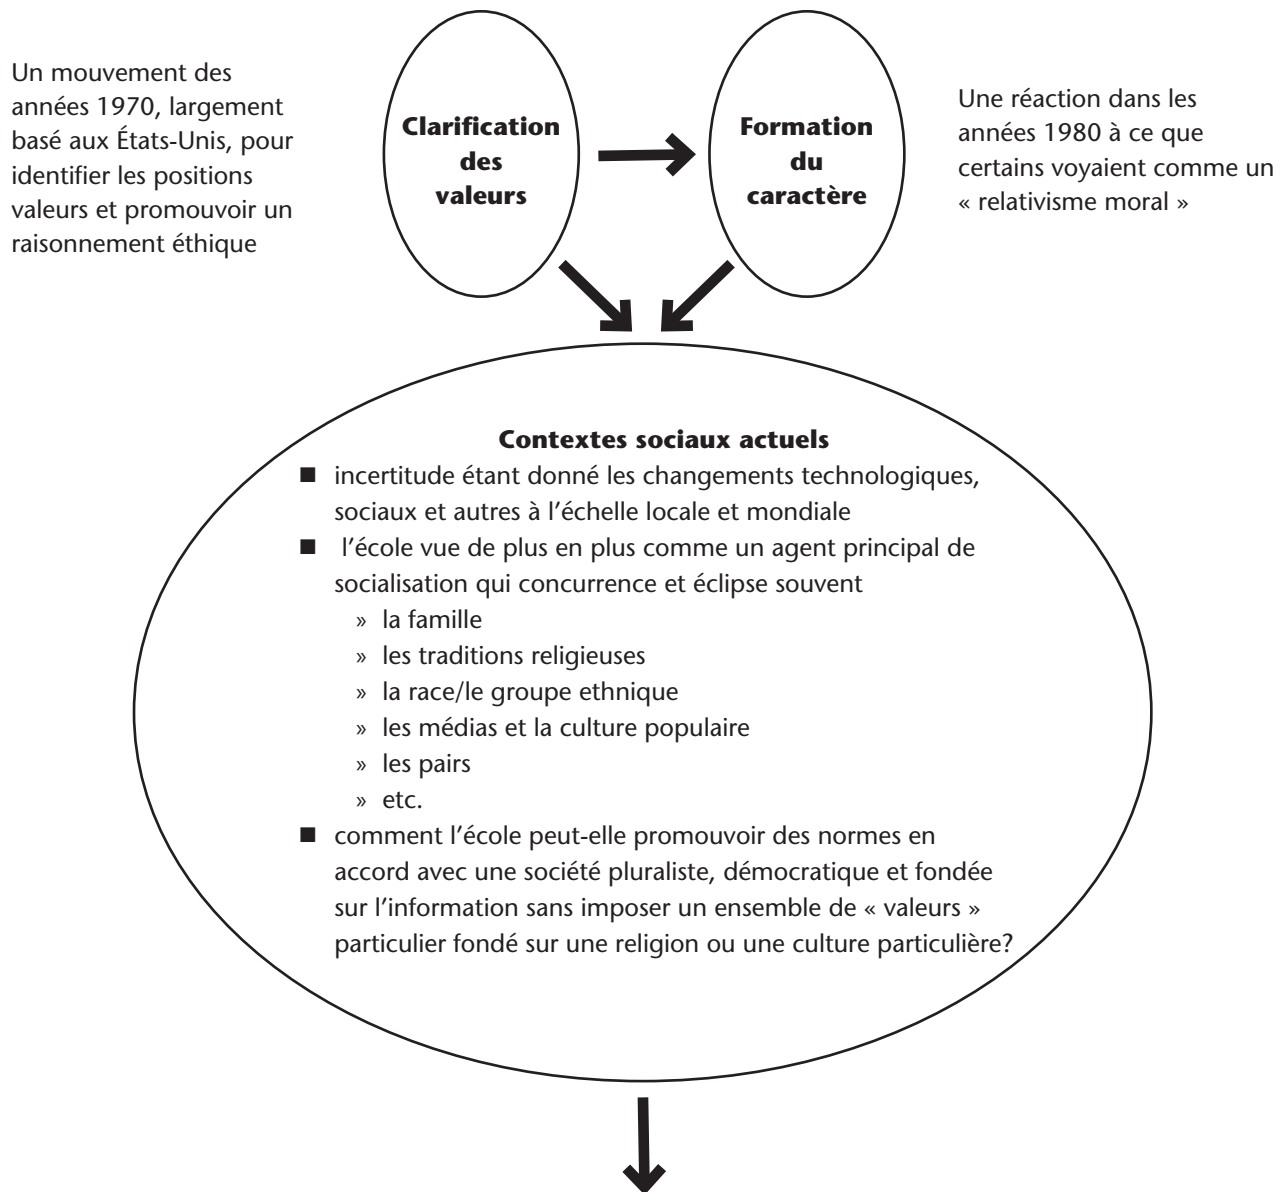 Un mouvement des
années 1970, largement
basé aux États-Unis, pour
identifier les positions
valeurs et promouvoir un
raisonnement éthique
Clarification
des
valeurs
Formation
du
caractère
Une réaction dans les
années 1980 à ce que
certains voyaient comme un
« relativisme moral »
Contextes sociaux actuels
■ incertitude étant donné les changements technologiques,
sociaux et autres à l'échelle locale et mondiale
■ l'école vue de plus en plus comme un agent principal de
socialisation qui concurrence et éclipse souvent
» la famille
» les traditions religieuses
» la race/le groupe ethnique
» les médias et la culture populaire
» les pairs
» etc.
■ comment l'école peut-elle promouvoir des normes en
accord avec une société pluraliste, démocratique et fondée
sur l'information sans imposer un ensemble de « valeurs »
particulier fondé sur une religion ou une culture particulière?